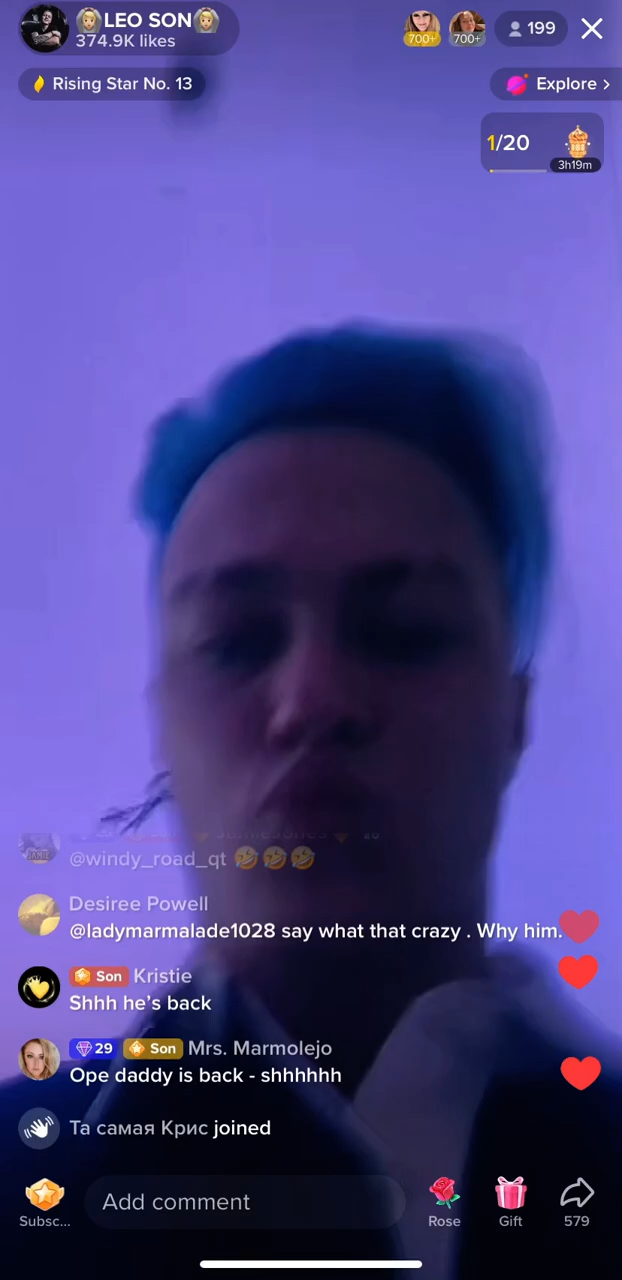 🙆🏼LEO SON🙆🏼
374.9K likes
700+
700+
199
Rising Star No. 13
Explore >
1/20
3h19m
@windy_road_qt 🤣🤣🤣
Desiree Powell
@ladymarmalade1028 say what that crazy . Why him.
Son Kristie
Shhh he's back
29 Son Mrs. Marmolejo
Ope daddy is back - shhhhhh
Та самая Крис joined
Add comment
Subsc...
Rose
Gift
579